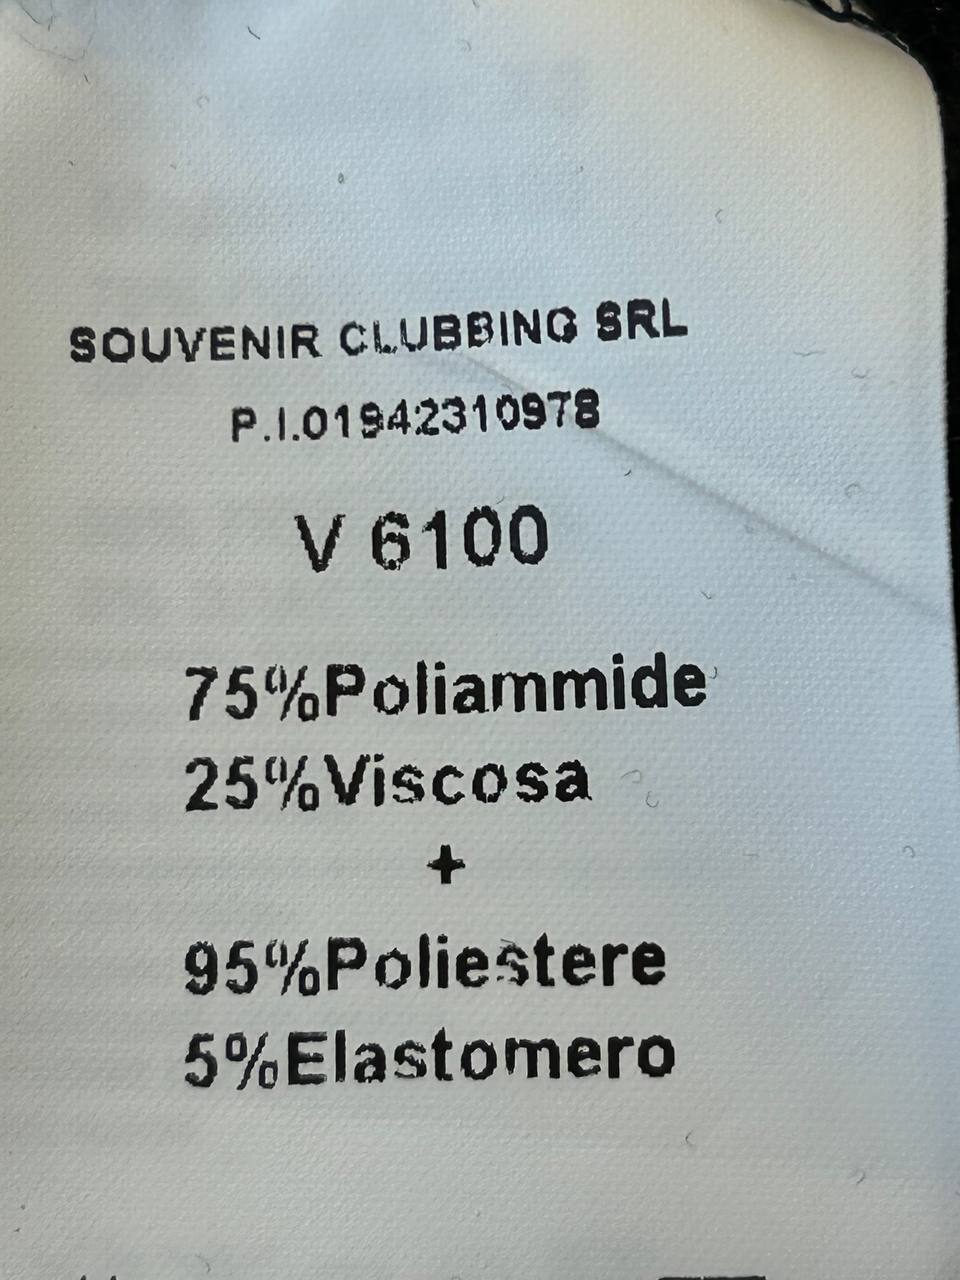 SOUVENIR CLUBBING SRL
P.I.01942310978
V 6100
75%Poliammide
25%Viscosa
+
95%Poliestere
5%Elastomero